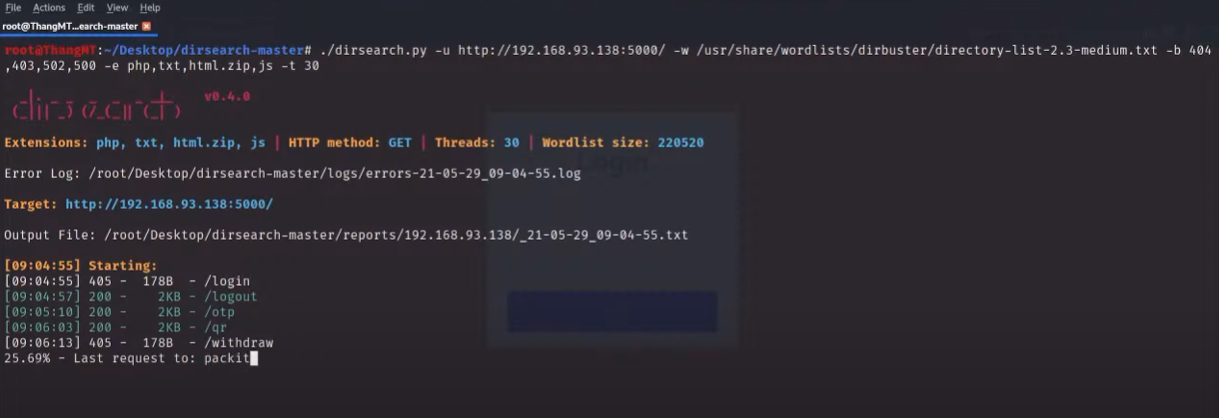 File Actions Edit View Help
root@ThangMT...earch-master
root@ThangMT:~/Desktop/dirsearch-master# ./dirsearch.py -u http://192.168.93.138:5000/ -w /usr/share/wordlists/dirbuster/directory-list-2.3-medium.txt -b 404
,403,502,500 -e php,txt,html.zip,js -t 30
dirsearch v0.4.0
Extensions: php, txt, html.zip, js | HTTP method: GET | Threads: 30 | Wordlist size: 220520
Error Log: /root/Desktop/dirsearch-master/logs/errors-21-05-29_09-04-55.log
Login
Target: http://192.168.93.138:5000/
Output File: /root/Desktop/dirsearch-master/reports/192.168.93.138/_21-05-29_09-04-55.txt
[09:04:55] Starting:
[09:04:55] 405 - 178B - /login
[09:04:57] 200 - 2KB - /logout
[09:05:10] 200 - 2KB - /otp
[09:06:03] 200 - 2KB - /qr
[09:06:13] 405 - 178B - /withdraw
25.69% - Last request to: packit